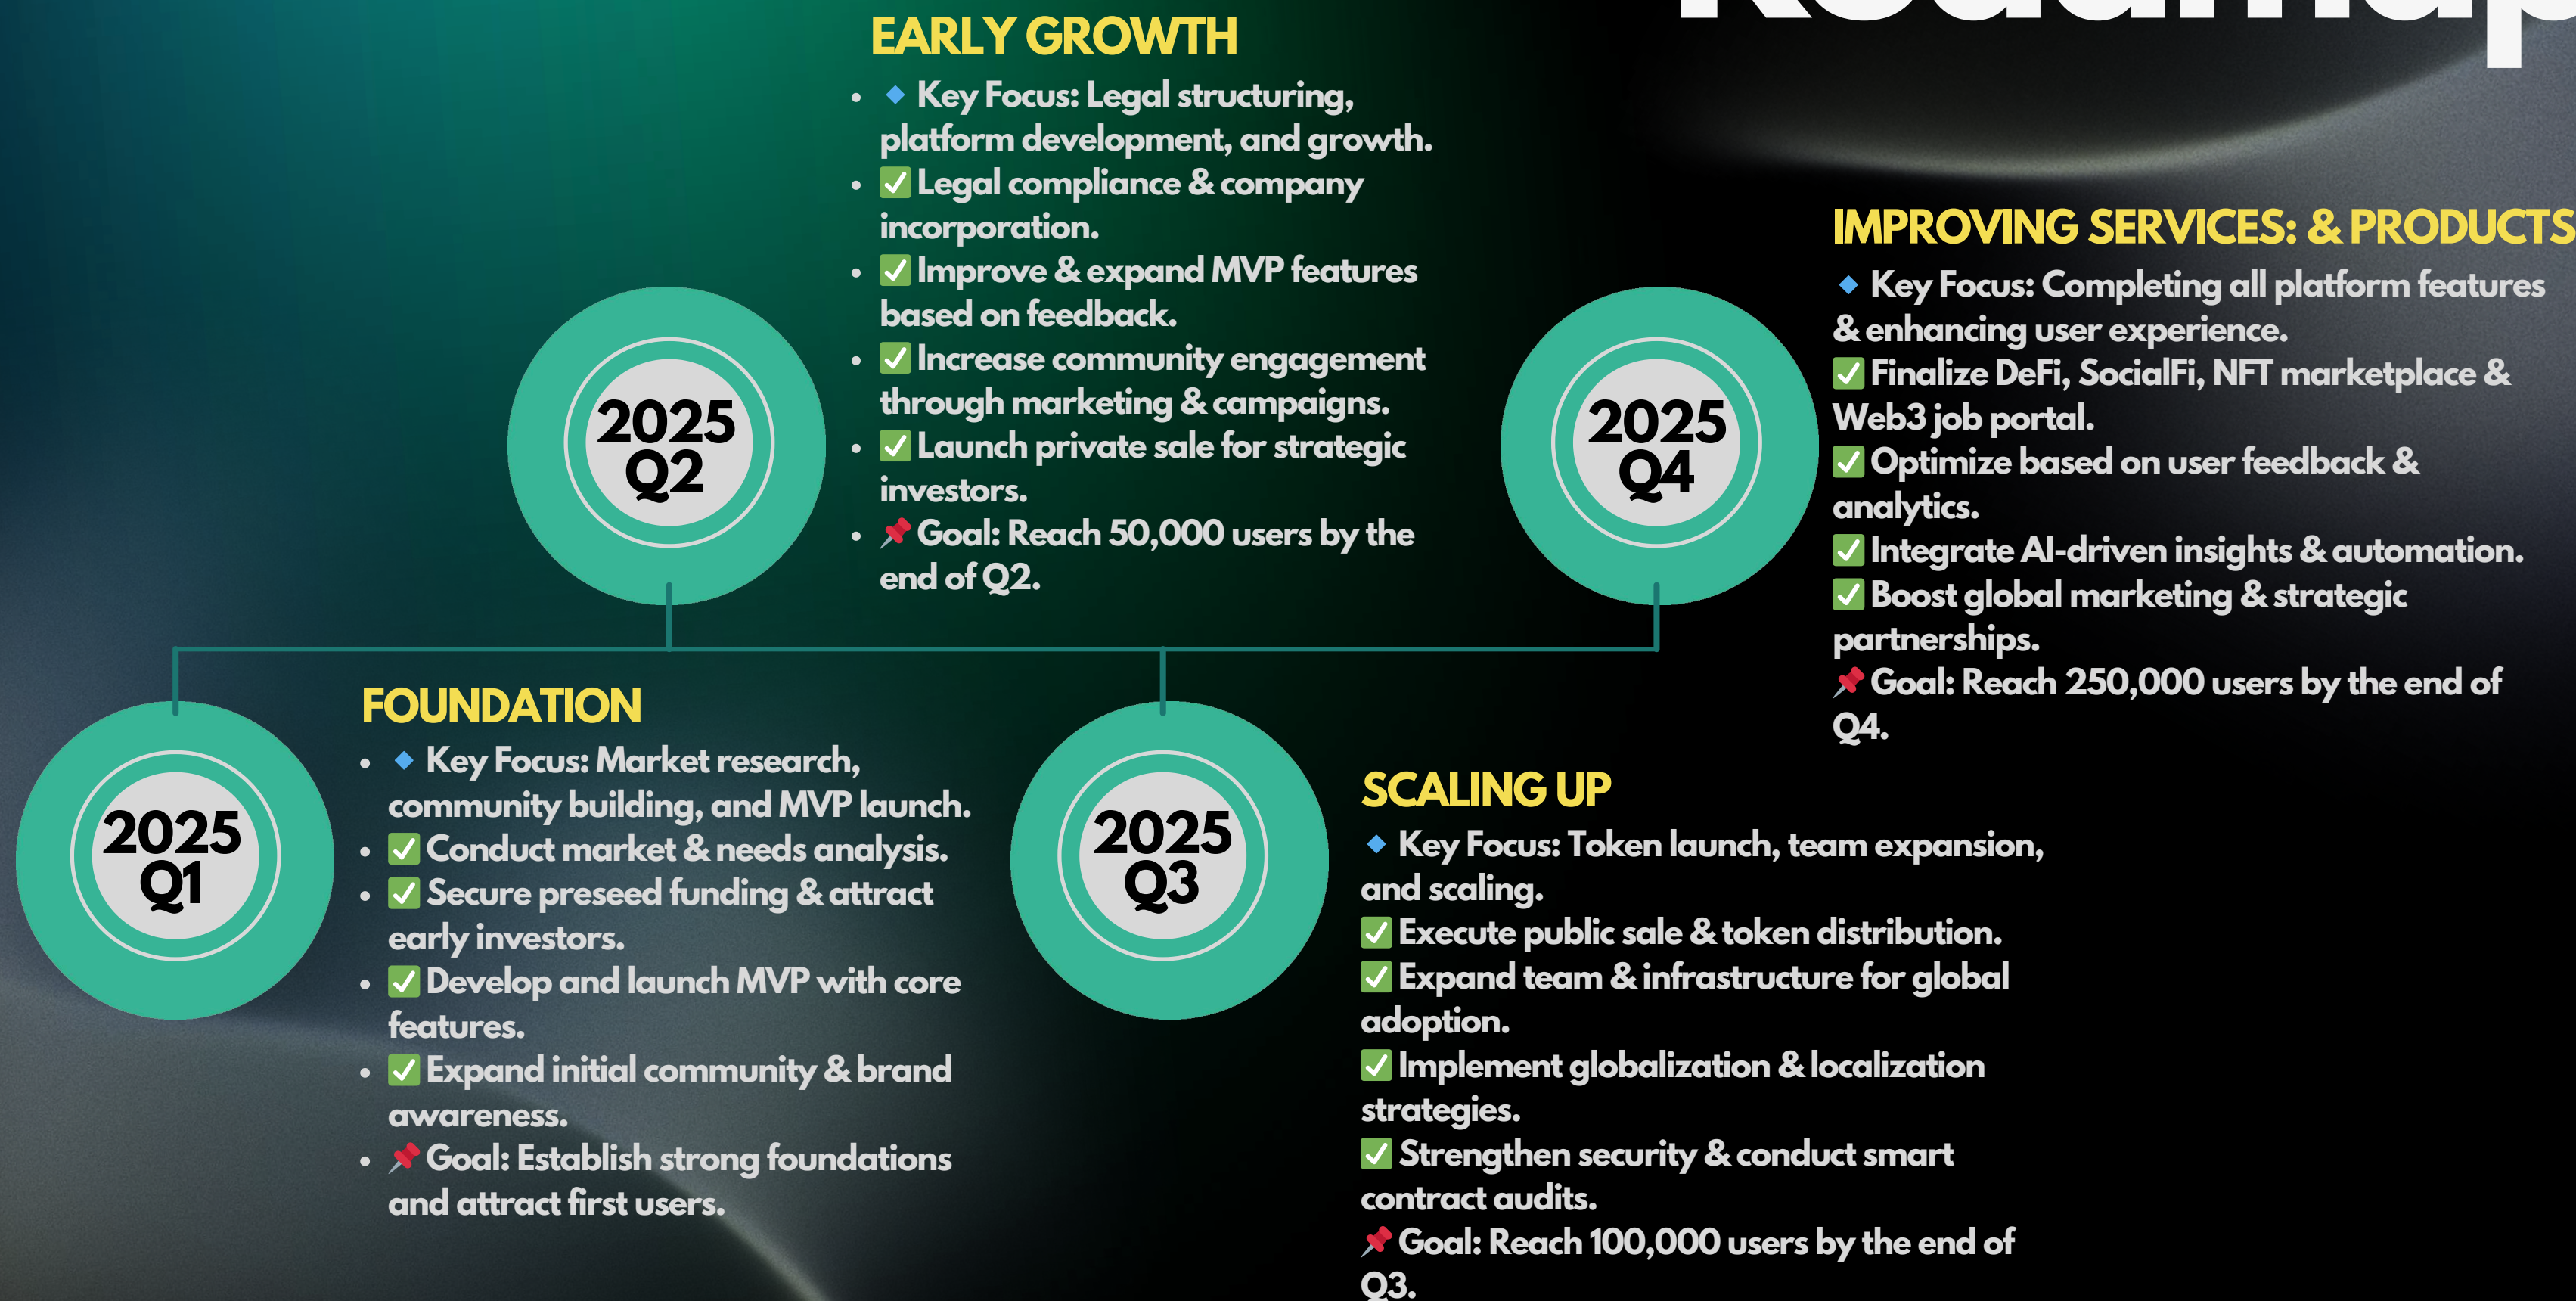 Roadmap
EARLY GROWTH
🔹 Key Focus: Legal structuring,
platform development, and growth.
✅ Legal compliance & company
incorporation.
✅ Improve & expand MVP features
based on feedback.
✅ Increase community engagement
through marketing & campaigns.
✅ Launch private sale for strategic
investors.
📌 Goal: Reach 50,000 users by the
end of Q2.
2025
Q2
IMPROVING SERVICES: & PRODUCTS
🔹 Key Focus: Completing all platform features
& enhancing user experience.
✅ Finalize DeFi, SocialFi, NFT marketplace &
Web3 job portal.
✅ Optimize based on user feedback &
analytics.
✅ Integrate AI-driven insights & automation.
✅ Boost global marketing & strategic
partnerships.
📌 Goal: Reach 250,000 users by the end of
Q4.
2025
Q4
FOUNDATION
🔹 Key Focus: Market research,
community building, and MVP launch.
✅ Conduct market & needs analysis.
✅ Secure preseed funding & attract
early investors.
✅ Develop and launch MVP with core
features.
✅ Expand initial community & brand
awareness.
📌 Goal: Establish strong foundations
and attract first users.
2025
Q1
SCALING UP
🔹 Key Focus: Token launch, team expansion,
and scaling.
✅ Execute public sale & token distribution.
✅ Expand team & infrastructure for global
adoption.
✅ Implement globalization & localization
strategies.
✅ Strengthen security & conduct smart
contract audits.
📌 Goal: Reach 100,000 users by the end of
Q3.
2025
Q3